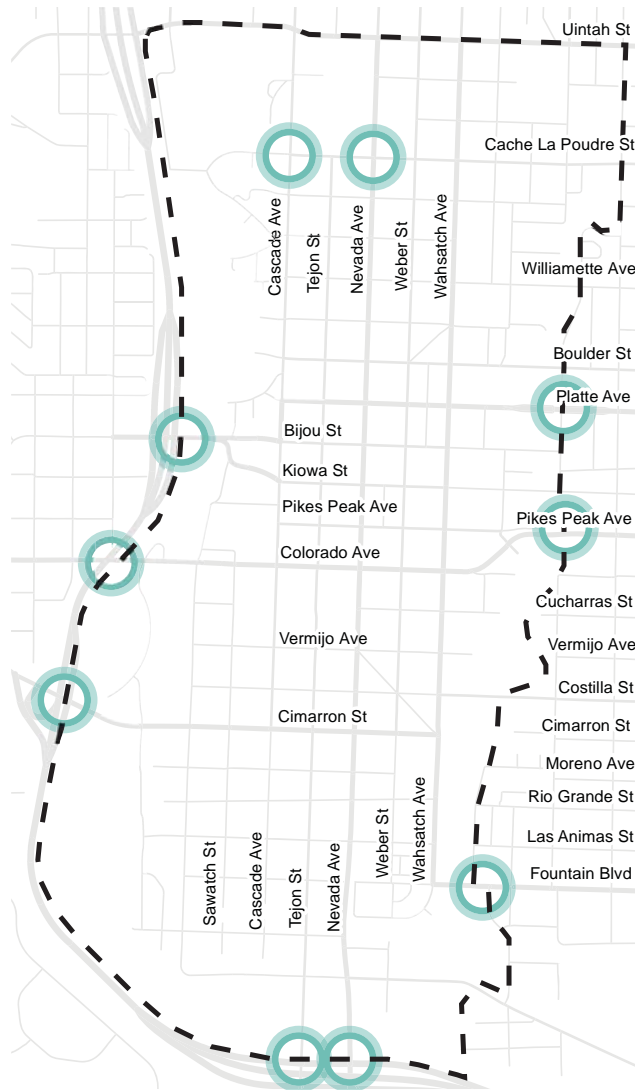 Uintah St
Cache La Poudre St
Cascade Ave
Tejon St
Nevada Ave
Weber St
Wahsatch Ave
Williamette Ave
Boulder St
Platte Ave
Bijou St
Kiowa St
Pikes Peak Ave
Pikes Peak Ave
Colorado Ave
Cucharras St
Vermijo Ave
Vermijo Ave
Costilla St
Cimarron St
Cimarron St
Moreno Ave
Rio Grande St
Las Animas St
Fountain Blvd
Sawatch St
Cascade Ave
Tejon St
Nevada Ave
Weber St
Wahsatch Ave